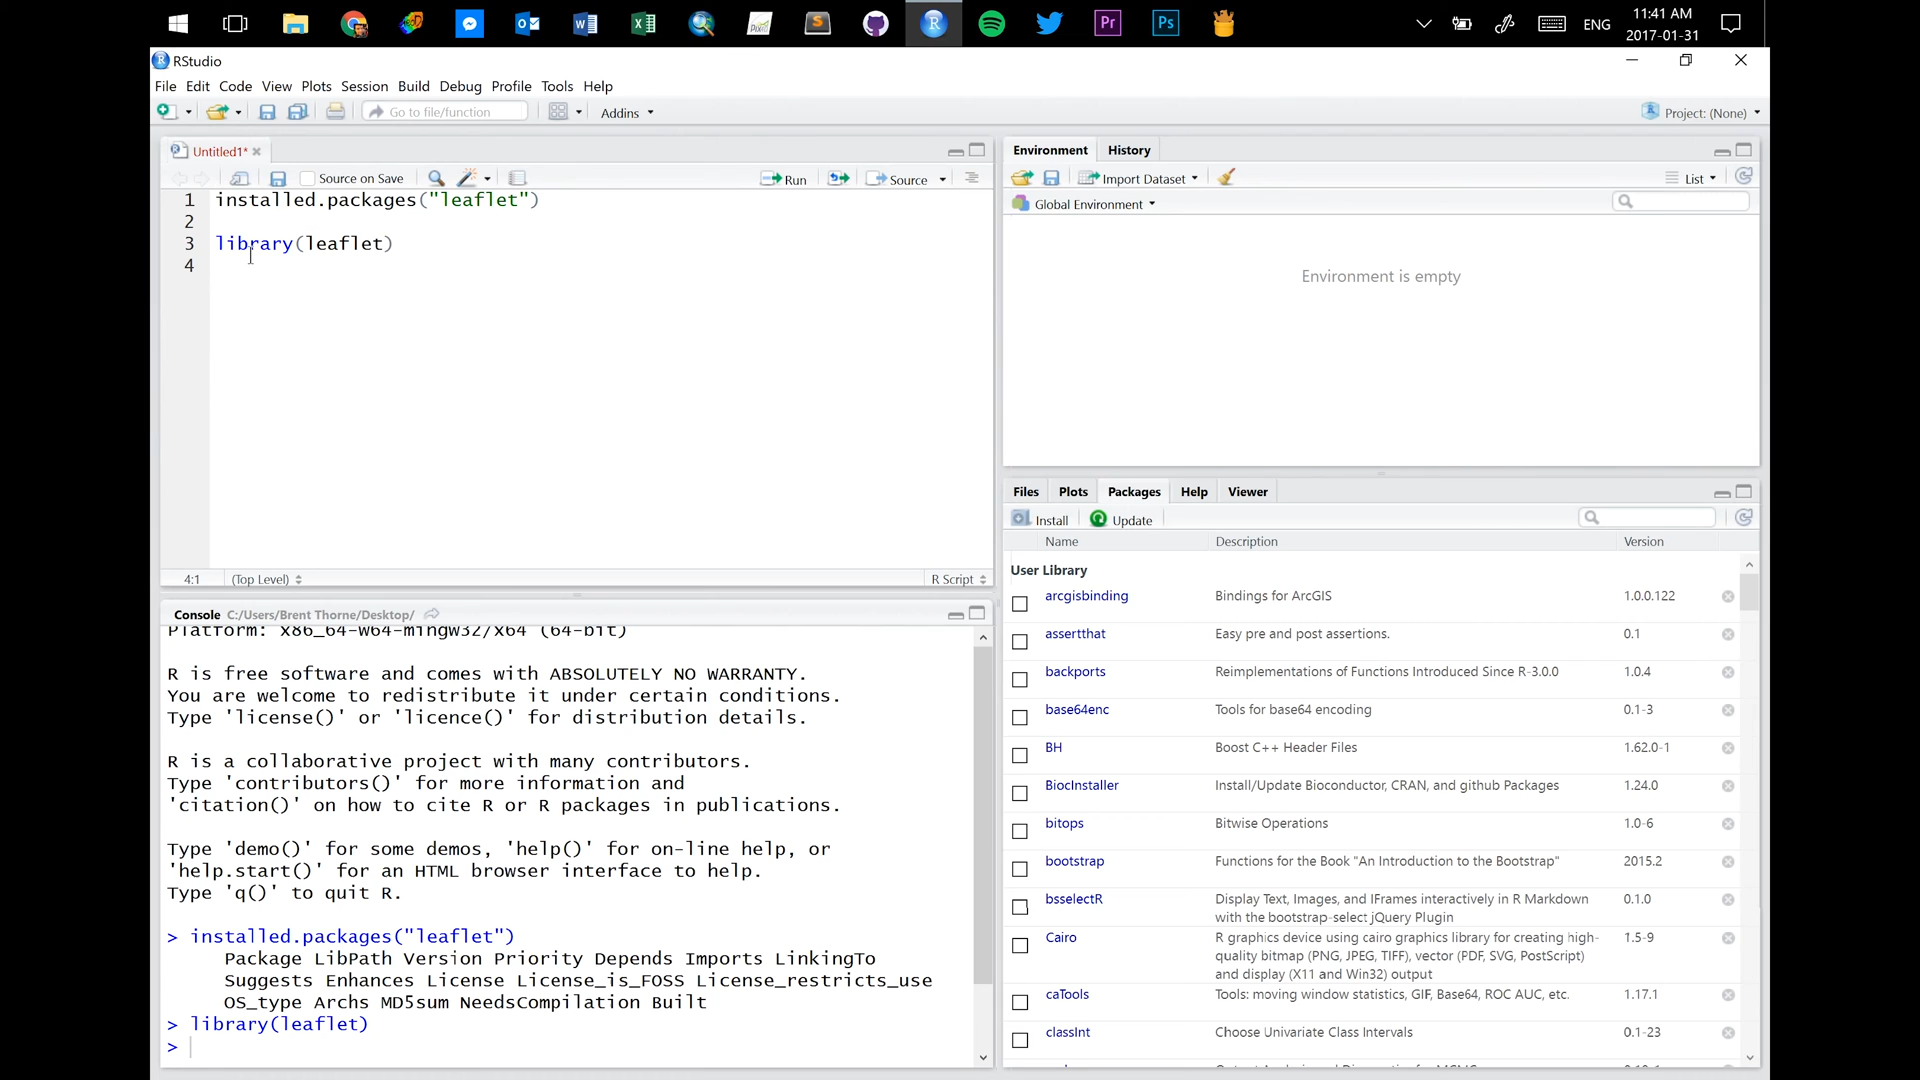 ENG
11:41 AM
2017-01-31
Pr
Ps
RStudio
File Edit Code View Plots Session Build Debug Profile Tools Help
Go to file/function
Addins
Project: (None)
Untitled1*
Source on Save
Run
Source
1 installed.packages("leaflet")
2
3 library(leaflet)
4
4:1 (Top Level)
R Script
Console C:/Users/Brent Thorne/Desktop/
Platform: x86_64-w64-mingw32/x64 (64-bit)
R is free software and comes with ABSOLUTELY NO WARRANTY.
You are welcome to redistribute it under certain conditions.
Type 'license()' or 'licence()' for distribution details.
R is a collaborative project with many contributors.
Type 'contributors()' for more information and
'citation()' on how to cite R or R packages in publications.
Type 'demo()' for some demos, 'help()' for on-line help, or
'help.start()' for an HTML browser interface to help.
Type 'q()' to quit R.
> installed.packages("leaflet")
Package LibPath Version Priority Depends Imports LinkingTo
Suggests Enhances License License_is_FOSS License_restricts_use
OS_type Archs MD5sum NeedsCompilation Built
> library(leaflet)
>
Environment History
Import Dataset
List
Global Environment
Environment is empty
Files Plots Packages Help Viewer
Install Update
Name Description Version
User Library
arcgisbinding Bindings for ArcGIS 1.0.0.122
assertthat Easy pre and post assertions. 0.1
backports Reimplementations of Functions Introduced Since R-3.0.0 1.0.4
base64enc Tools for base64 encoding 0.1-3
BH Boost C++ Header Files 1.62.0-1
BiocInstaller Install/Update Bioconductor, CRAN, and github Packages 1.24.0
bitops Bitwise Operations 1.0-6
bootstrap Functions for the Book "An Introduction to the Bootstrap" 2015.2
bsselectR Display Text, Images, and IFrames interactively in R Markdown 0.1.0
with the bootstrap-select jQuery Plugin
Cairo R graphics device using cairo graphics library for creating high- 1.5-9
quality bitmap (PNG, JPEG, TIFF), vector (PDF, SVG, PostScript)
and display (X11 and Win32) output
caTools Tools: moving window statistics, GIF, Base64, ROC AUC, etc. 1.17.1
classInt Choose Univariate Class Intervals 0.1-23